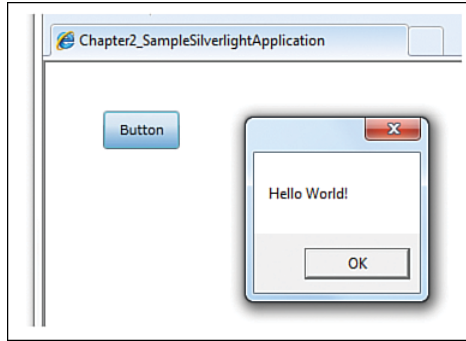 Chapter2_SampleSilverlightApplication
Button
Hello World!
OK